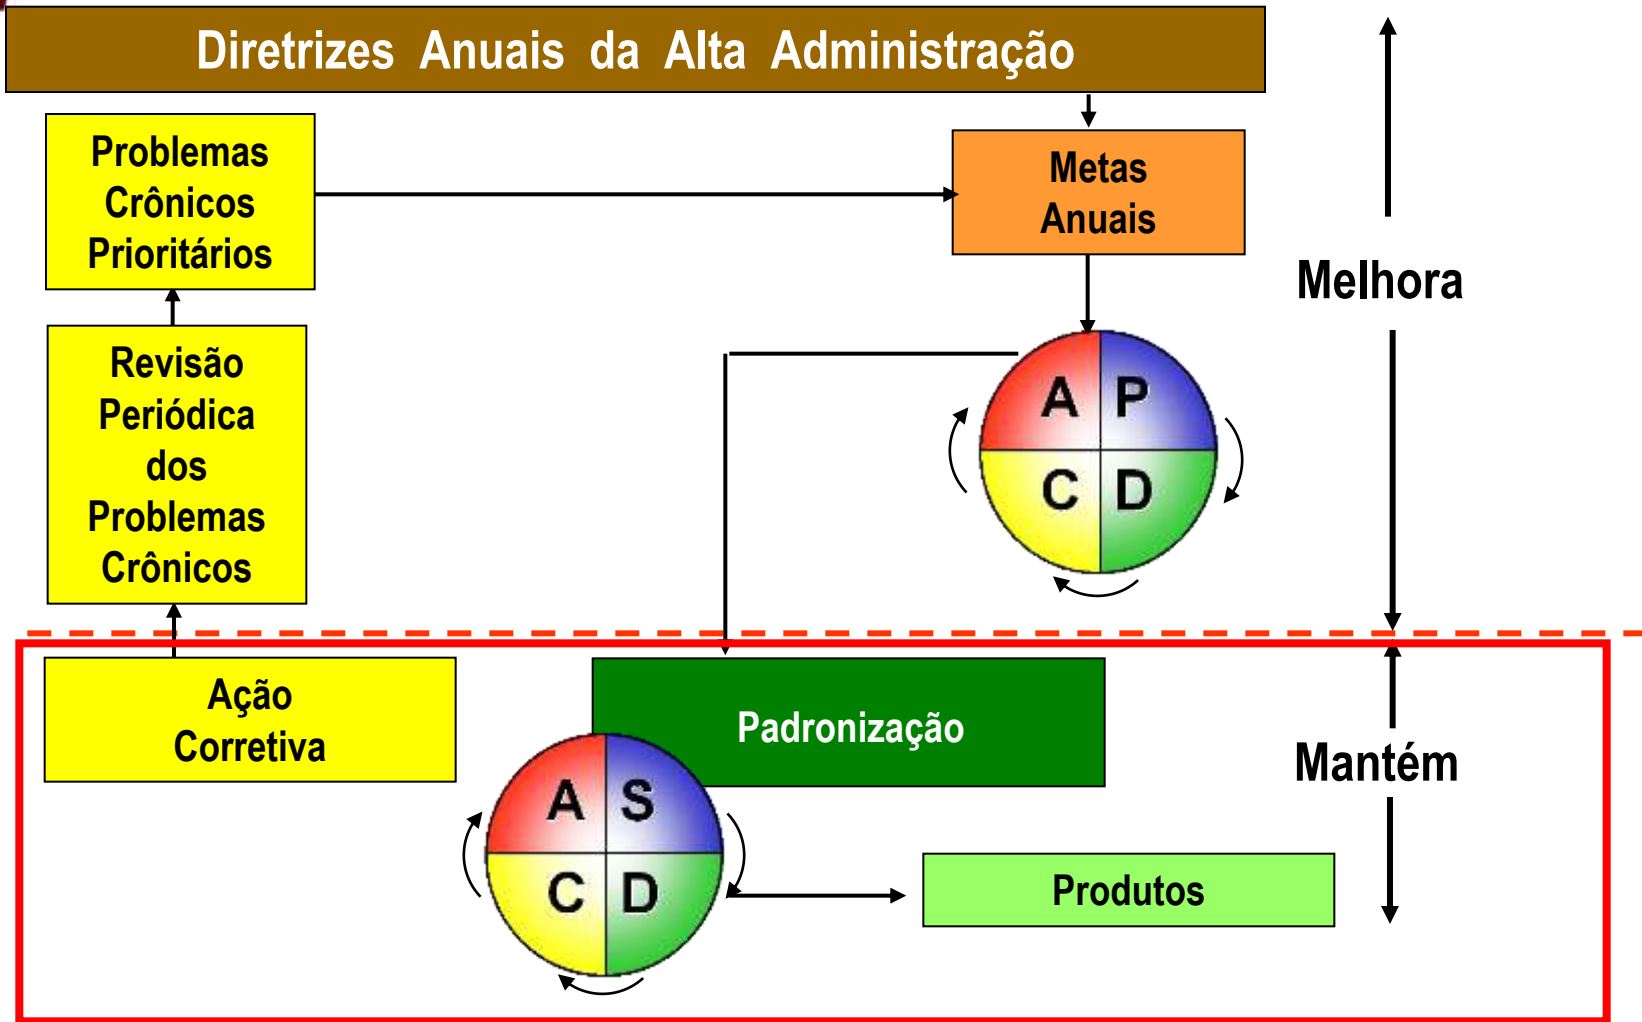 Diretrizes Anuais da Alta Administração
Problemas
Crônicos
Prioritários
Metas
Anuais
Melhora
Revisão
Periódica
dos
Problemas
Crônicos
A P
C D
Ação
Corretiva
Padronização
Mantém
A S
C D
Produtos